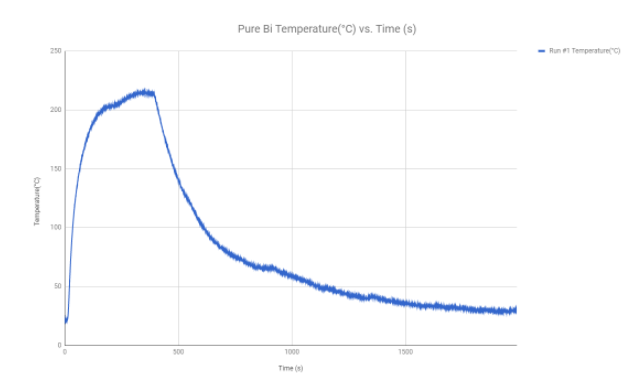 Pure Bi Temperature(°C) vs. Time (s)
Run #1 Temperature(°C)
Temperature(°C)
250
200
150
100
50
0
0 500 1000 1500
Time (s)